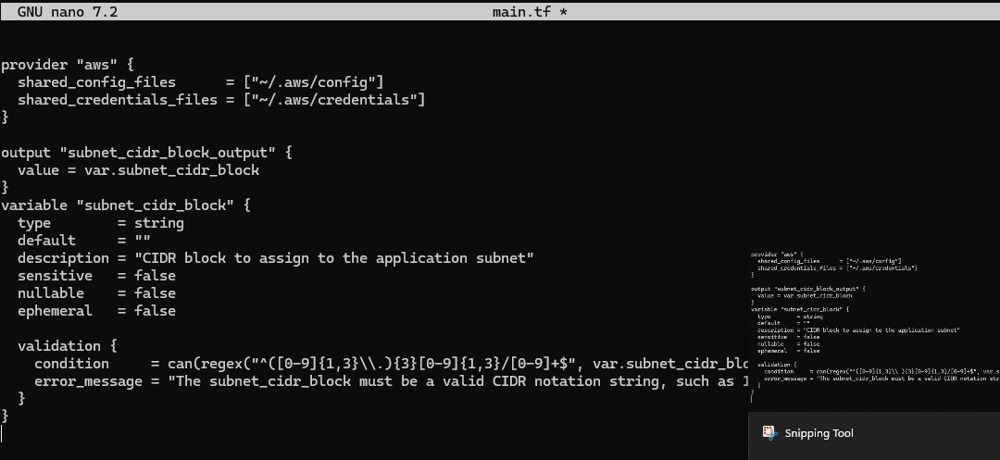 GNU nano 7.2 main.tf *
provider "aws" {
  shared_config_files      = ["~/.aws/config"]
  shared_credentials_files = ["~/.aws/credentials"]
}
output "subnet_cidr_block_output" {
  value = var.subnet_cidr_block
}
variable "subnet_cidr_block" {
  type        = string
  default     = ""
  description = "CIDR block to assign to the application subnet"
  sensitive   = false
  nullable    = false
  ephemeral   = false
  validation {
    condition     = can(regex("^([0-9]{1,3}\\.){3}[0-9]{1,3}/[0-9]+$", var.subnet_cidr_blo
    error_message = "The subnet_cidr_block must be a valid CIDR notation string, such as 1
  }
}
provider "aws" {
  shared_config_files      = ["~/.aws/config"]
  shared_credentials_files = ["~/.aws/credentials"]
}
output "subnet_cidr_block_output" {
  value = var.subnet_cidr_block
}
variable "subnet_cidr_block" {
  type        = string
  default     = ""
  description = "CIDR block to assign to the application subnet"
  sensitive   = false
  nullable    = false
  ephemeral   = false
  validation {
    condition     = can(regex("^([0-9]{1,3}\\.){3}[0-9]{1,3}/[0-9]+$", var.s
    error_message = "The subnet_cidr_block must be a valid CIDR notation str
  }
}
Snipping Tool